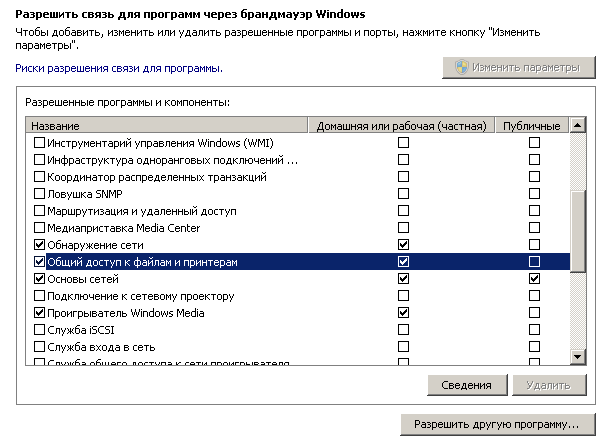 Разрешить связь для программ через брандмауэр Windows
Чтобы добавить, изменить или удалить разрешенные программы и порты, нажмите кнопку "Изменить
параметры".
Риски разрешения связи для программы.
Изменить параметры
Разрешенные программы и компоненты:
Название Домашняя или рабочая (частная) Публичные
Инструментарий управления Windows (WMI)
Инфраструктура одноранговых подключений ...
Координатор распределенных транзакций
Ловушка SNMP
Маршрутизация и удаленный доступ
Медиаприставка Media Center
Обнаружение сети
Общий доступ к файлам и принтерам
Основы сетей
Подключение к сетевому проектору
Проигрыватель Windows Media
Служба iSCSI
Служба входа в сеть
Служба общего доступа к сети проигрывателя
Сведения Удалить
Разрешить другую программу...